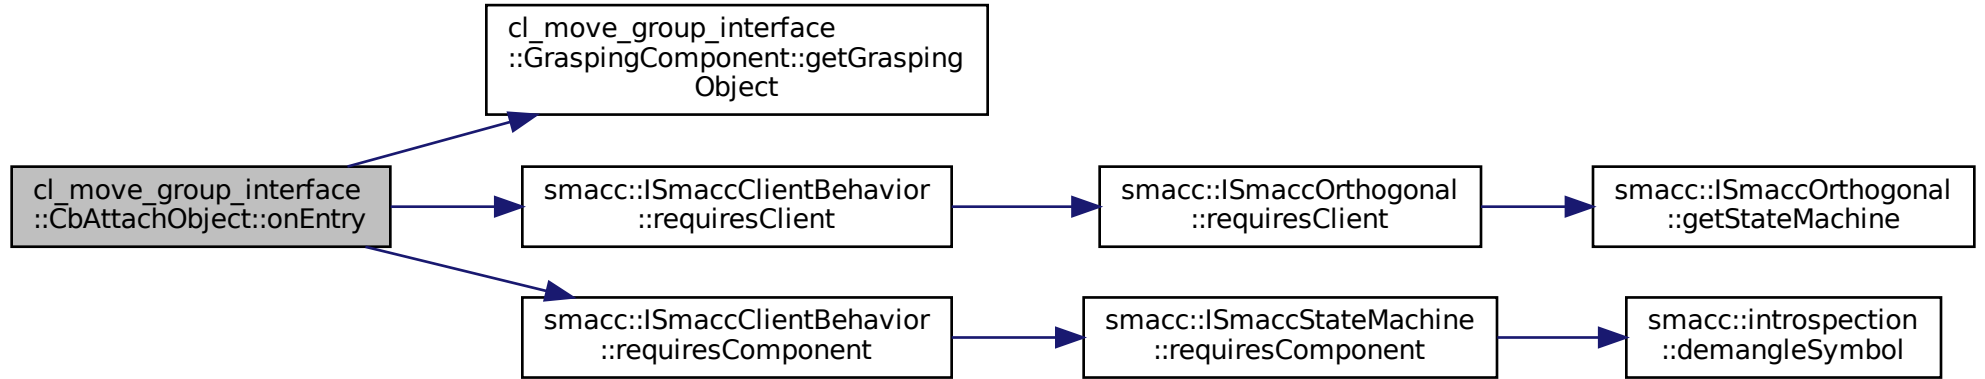 cl_move_group_interface
::GraspingComponent::getGrasping
Object
cl_move_group_interface
::CbAttachObject::onEntry
smacc::ISmaccClientBehavior
::requiresClient
smacc::ISmaccOrthogonal
::requiresClient
smacc::ISmaccOrthogonal
::getStateMachine
smacc::ISmaccClientBehavior
::requiresComponent
smacc::ISmaccStateMachine
::requiresComponent
smacc::introspection
::demangleSymbol